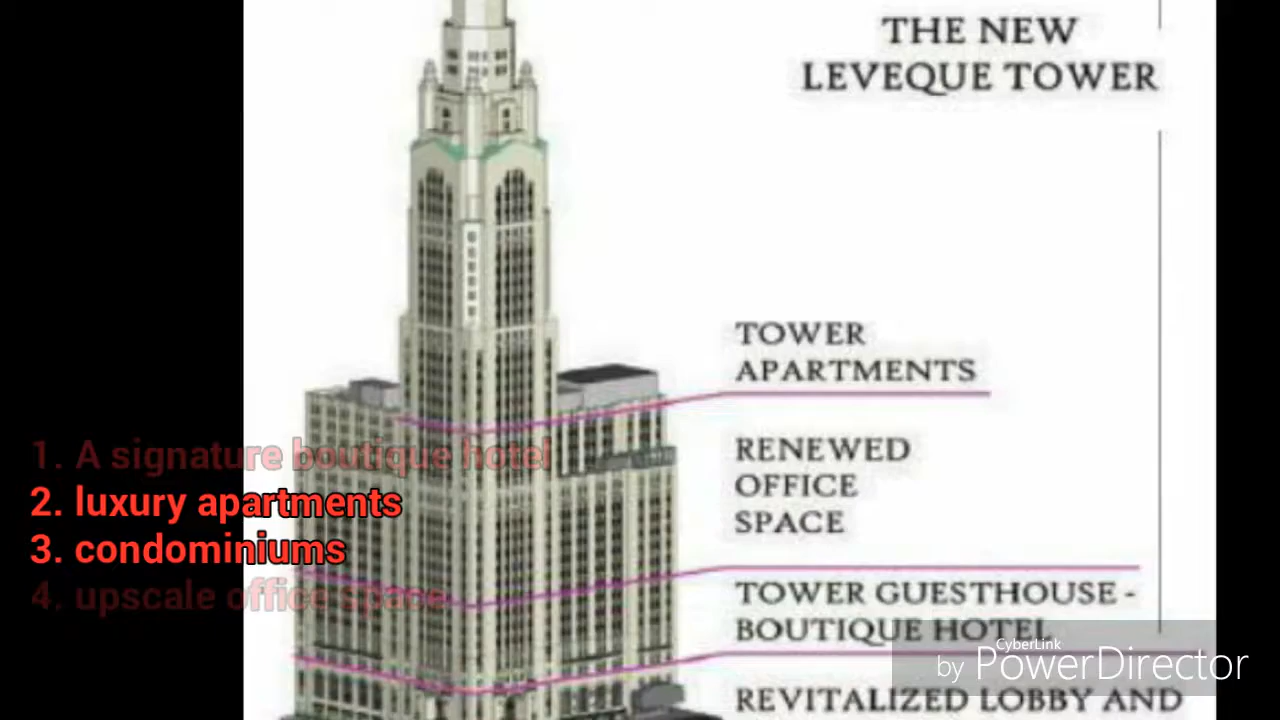 THE NEW
LEVEQUE TOWER
TOWER
APARTMENTS
RENEWED
OFFICE
SPACE
TOWER GUESTHOUSE -
BOUTIQUE HOTEL
REVITALIZED LOBBY AND
1. A signature boutique hotel
2. luxury apartments
3. condominiums
4. upscale office space
CyberLink
by PowerDirector